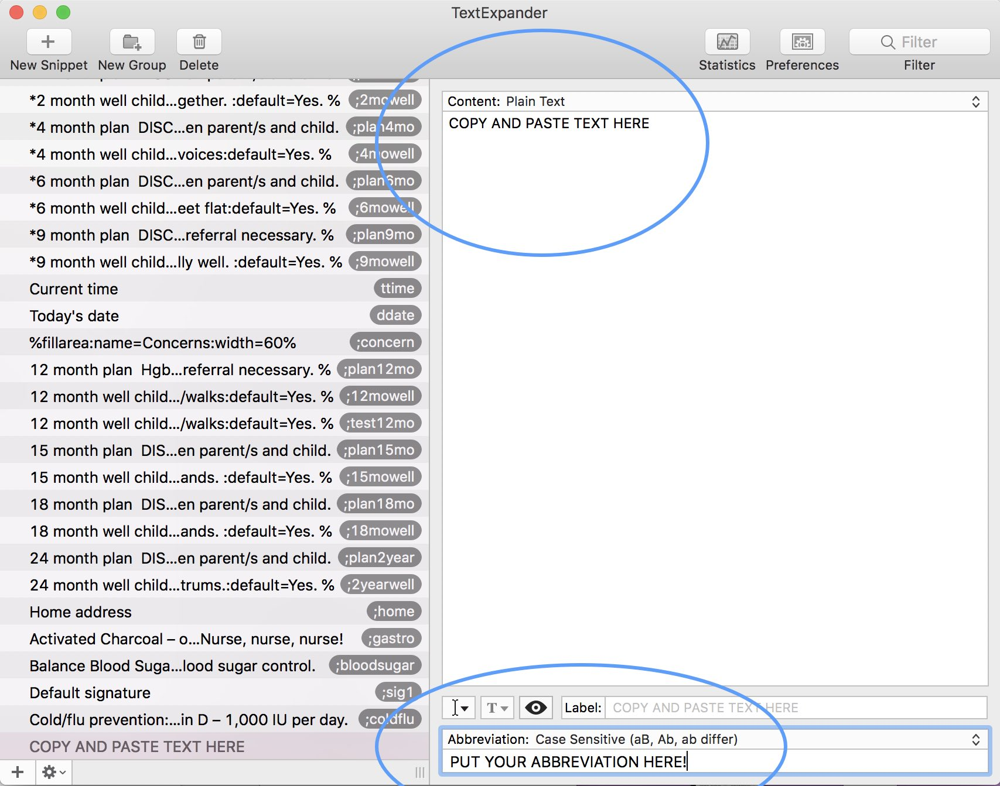 TextExpander
New Snippet New Group Delete Statistics Preferences Filter
Filter
*2 month well child...gether. :default=Yes. % ;2mowell
*4 month plan DISC...en parent/s and child. ;plan4mo
*4 month well child...voices:default=Yes. % ;4mowell
*6 month plan DISC...en parent/s and child. ;plan6mo
*6 month well child...eet flat:default=Yes. % ;6mowell
*9 month plan DISC...referral necessary. % ;plan9mo
*9 month well child...lly well. :default=Yes. % ;9mowell
Current time ttime
Today's date ddate
%fillarea:name=Concerns:width=60% ;concern
12 month plan Hgb...referral necessary. % ;plan12mo
12 month well child.../walks:default=Yes. % ;12mowell
12 month well child.../walks:default=Yes. % ;test12mo
15 month plan DIS...en parent/s and child. ;plan15mo
15 month well child...ands. :default=Yes. % ;15mowell
18 month plan DIS...en parent/s and child. ;plan18mo
18 month well child...ands. :default=Yes. % ;18mowell
24 month plan DIS...en parent/s and child. ;plan2year
24 month well child...trums.:default=Yes. % ;2yearwell
Home address ;home
Activated Charcoal – o...Nurse, nurse, nurse! ;gastro
Balance Blood Suga...lood sugar control. ;bloodsugar
Default signature ;sig1
Cold/flu prevention:...in D – 1,000 IU per day. ;coldflu
COPY AND PASTE TEXT HERE
Content: Plain Text
COPY AND PASTE TEXT HERE
T Label: COPY AND PASTE TEXT HERE
Abbreviation: Case Sensitive (aB, Ab, ab differ)
PUT YOUR ABBREVIATION HERE!